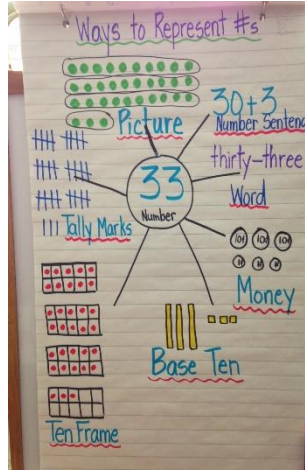 Ways to Represent #s
Picture
30+3
Number Sentence
thirty-three
Word
33
Number
Tally Marks
10¢ 10¢ 10¢
1¢ 1¢ 1¢
Money
Base Ten
Ten Frame